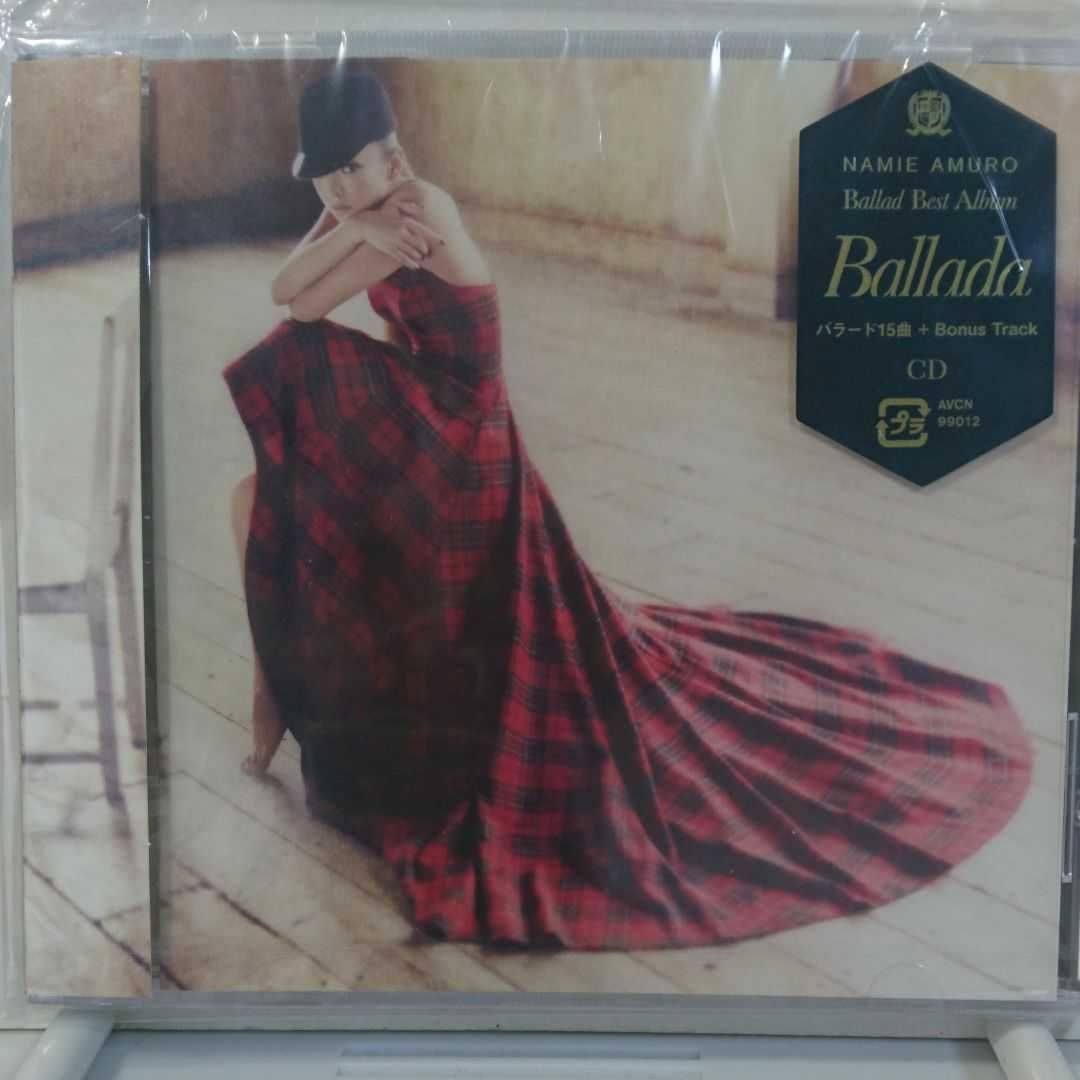 NAMIE AMURO
Ballad Best Album
Ballada
バラード15曲 + Bonus Track
CD
プラ
AVCN
99012